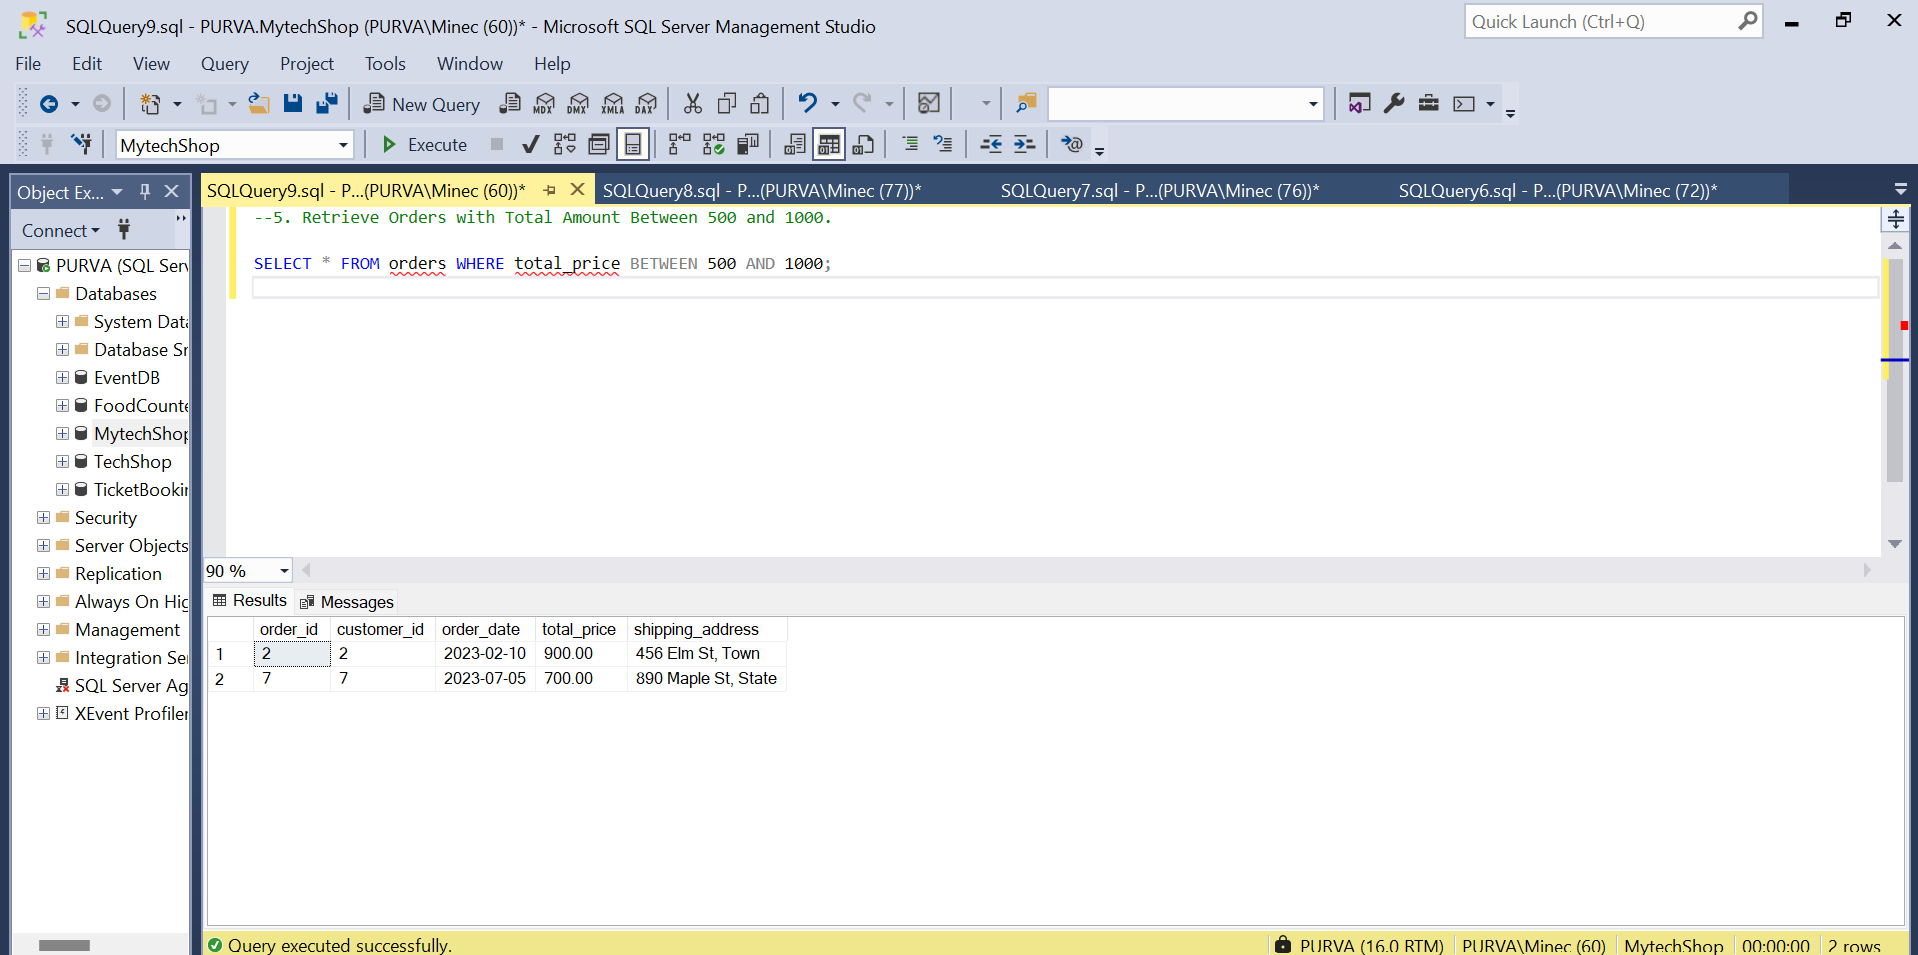 SQLQuery9.sql - PURVA.MytechShop (PURVA\Minec (60))* - Microsoft SQL Server Management Studio
Quick Launch (Ctrl+Q)
File Edit View Query Project Tools Window Help
New Query MDX DMX XMLA DAX
MytechShop Execute
Object Ex...
SQLQuery9.sql - P...(PURVA\Minec (60))* SQLQuery8.sql - P...(PURVA\Minec (77))* SQLQuery7.sql - P...(PURVA\Minec (76))* SQLQuery6.sql - P...(PURVA\Minec (72))*
Connect
PURVA (SQL Serv
Databases
System Data
Database Sn
EventDB
FoodCounte
MytechShop
TechShop
TicketBookin
Security
Server Objects
Replication
Always On Hig
Management
Integration Se
SQL Server Ag
XEvent Profiler
--5. Retrieve Orders with Total Amount Between 500 and 1000.
SELECT * FROM orders WHERE total_price BETWEEN 500 AND 1000;
90 %
Results Messages
order_id customer_id order_date total_price shipping_address
1 2 2 2023-02-10 900.00 456 Elm St, Town
2 7 7 2023-07-05 700.00 890 Maple St, State
Query executed successfully. PURVA (16.0 RTM) PURVA\Minec (60) MytechShop 00:00:00 2 rows